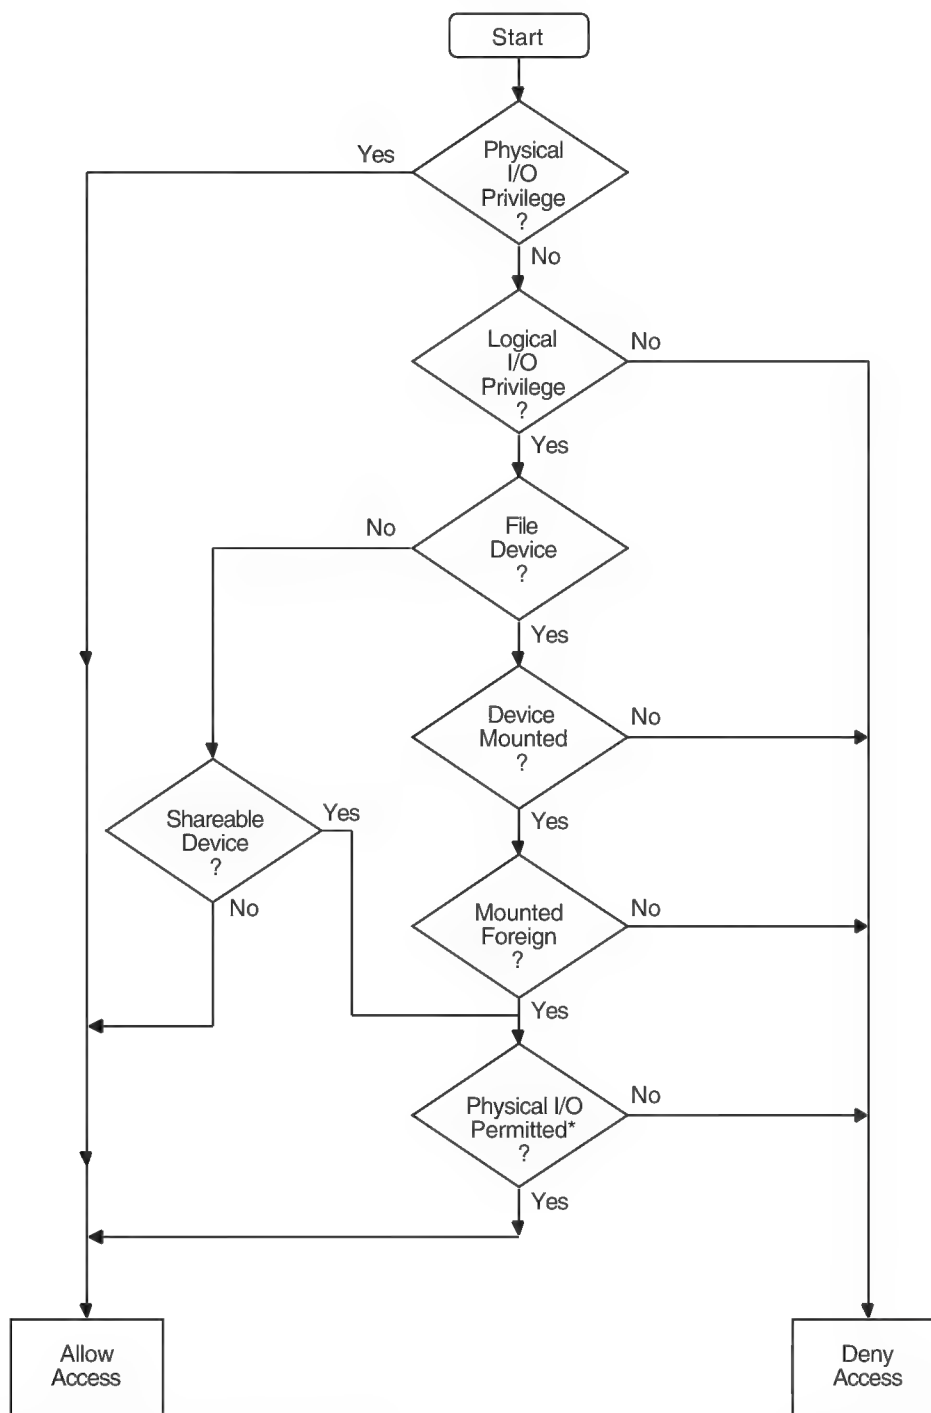 Start
Yes
Physical
I/O
Privilege
?
No
Logical
I/O
Privilege
?
No
Yes
No
File
Device
?
Yes
Device
Mounted
?
No
Yes
Shareable
Device
?
Yes
No
Mounted
Foreign
?
No
Yes
Physical I/O
Permitted*
?
No
Yes
Allow
Access
Deny
Access